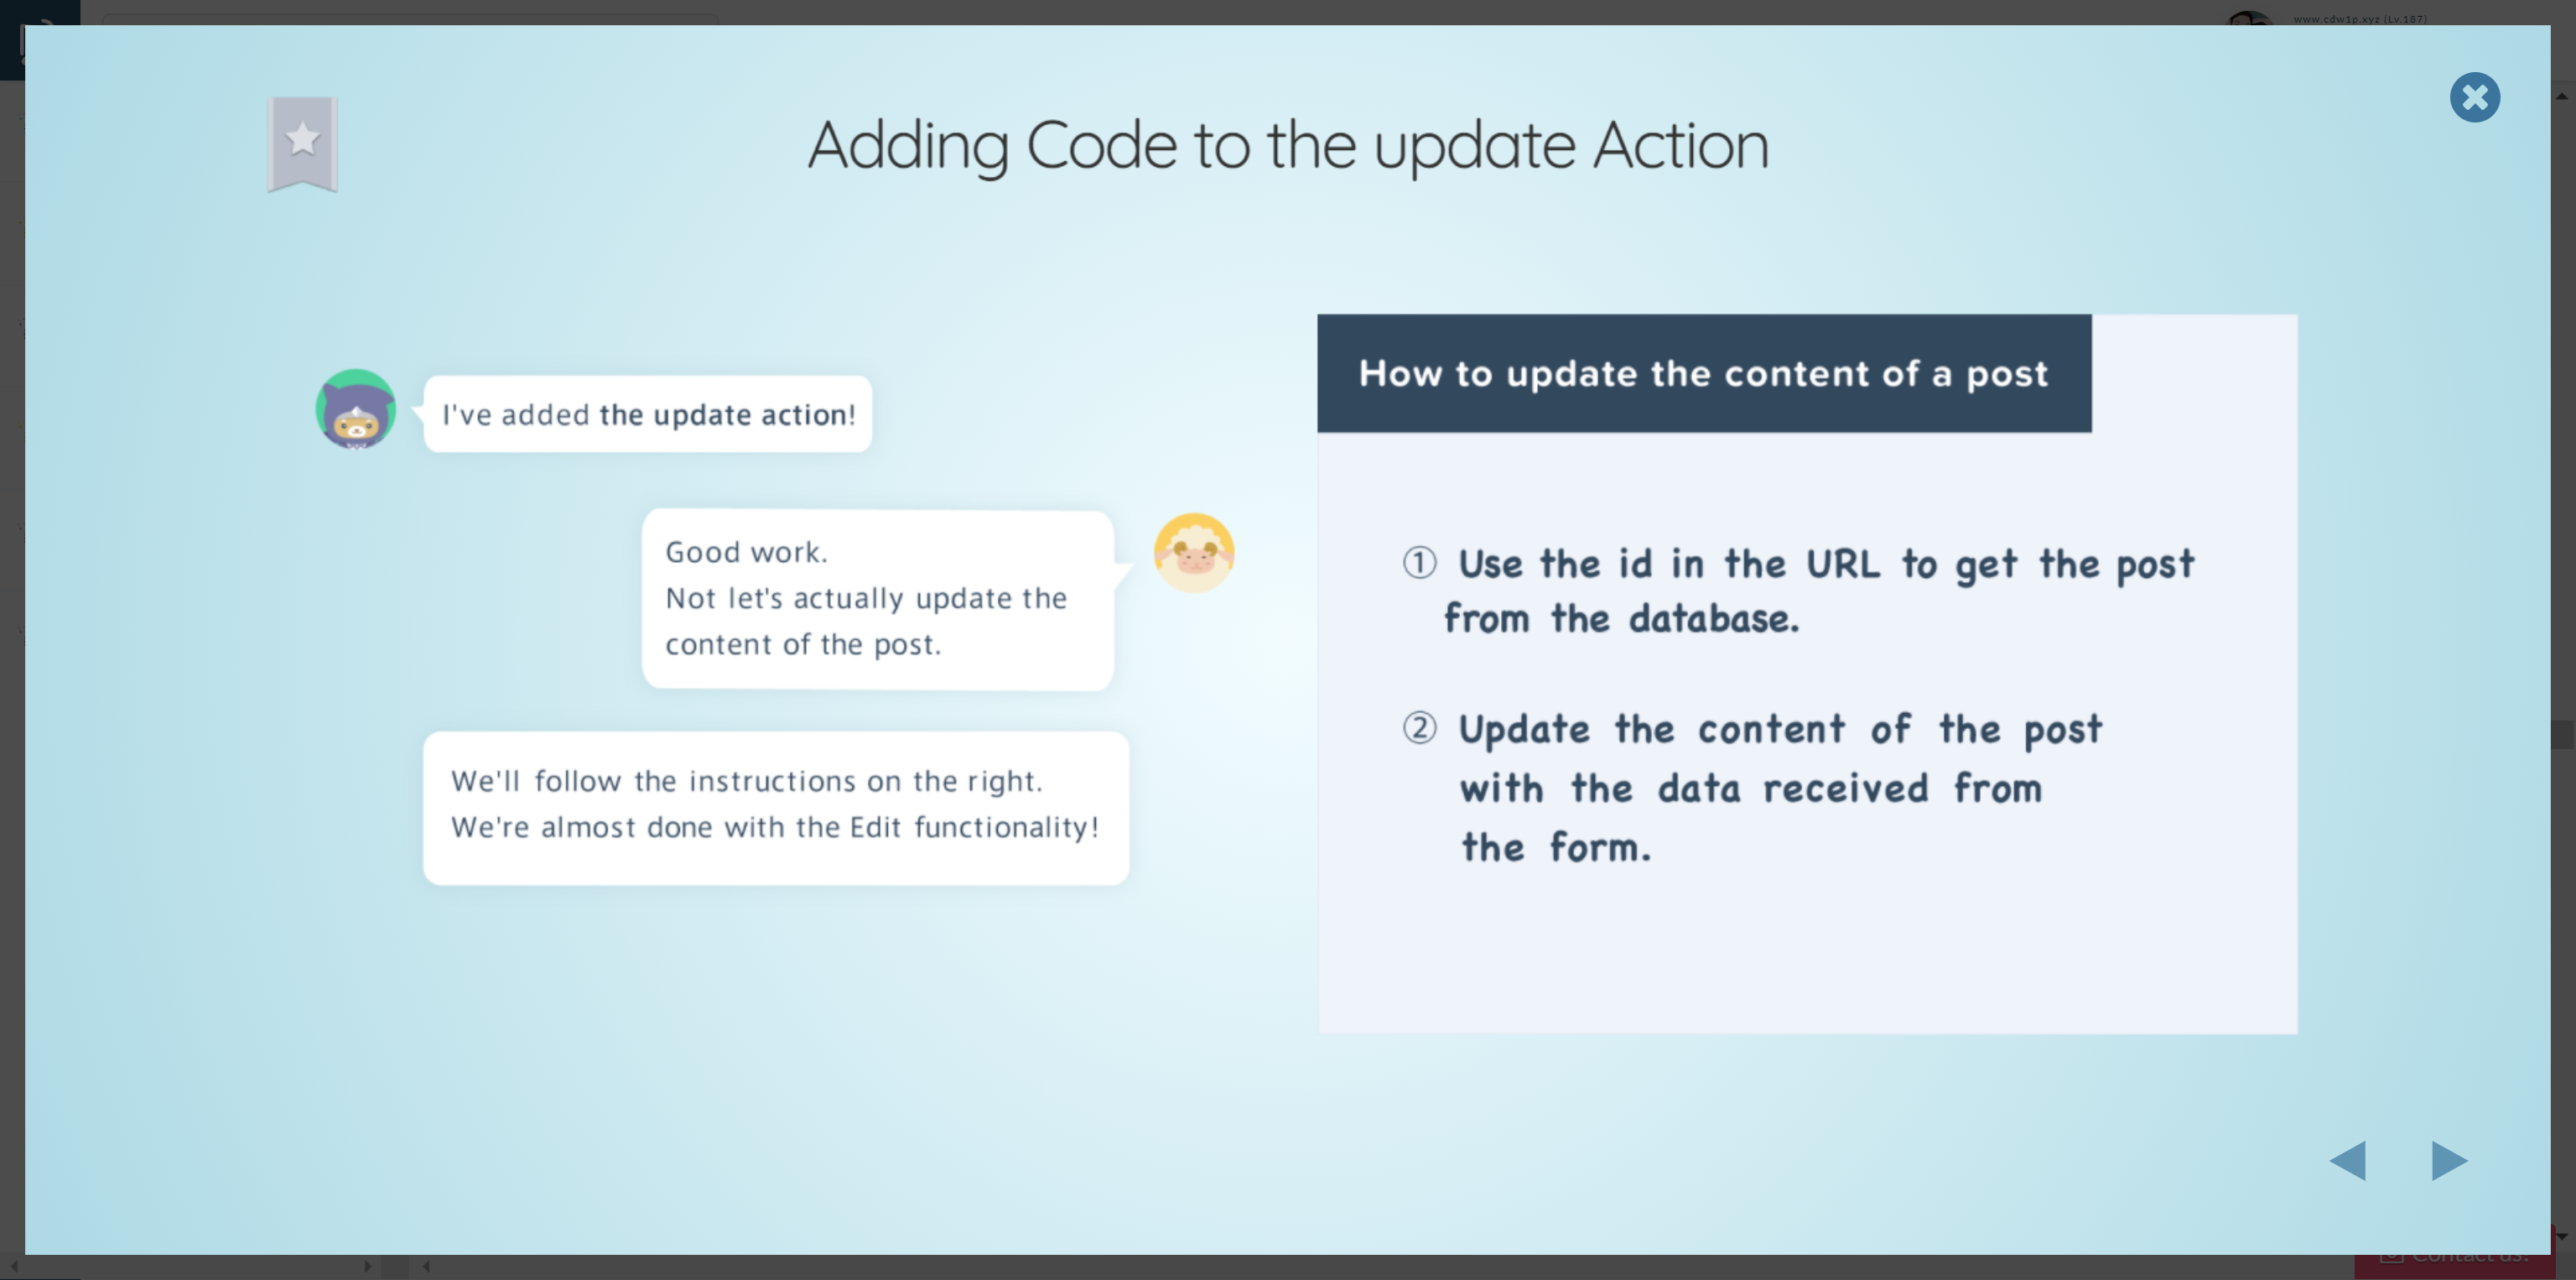 www.cdw1p.xyz (Lv.187)
Adding Code to the update Action
I've added the update action!
Good work.
Not let's actually update the
content of the post.
We'll follow the instructions on the right.
We're almost done with the Edit functionality!
How to update the content of a post
① Use the id in the URL to get the post
from the database.
② Update the content of the post
with the data received from
the form.
Contact us!